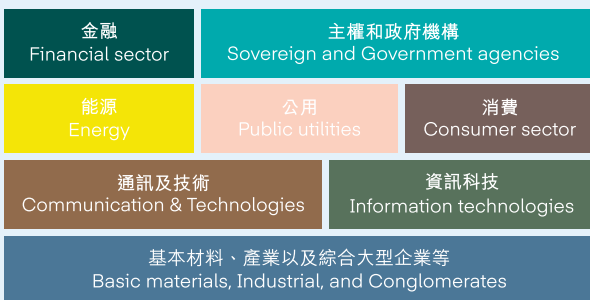 金融
Financial sector
主權和政府機構
Sovereign and Government agencies
能源
Energy
公用
Public utilities
消費
Consumer sector
通訊及技術
Communication & Technologies
資訊科技
Information technologies
基本材料、產業以及綜合大型企業等
Basic materials, Industrial, and Conglomerates